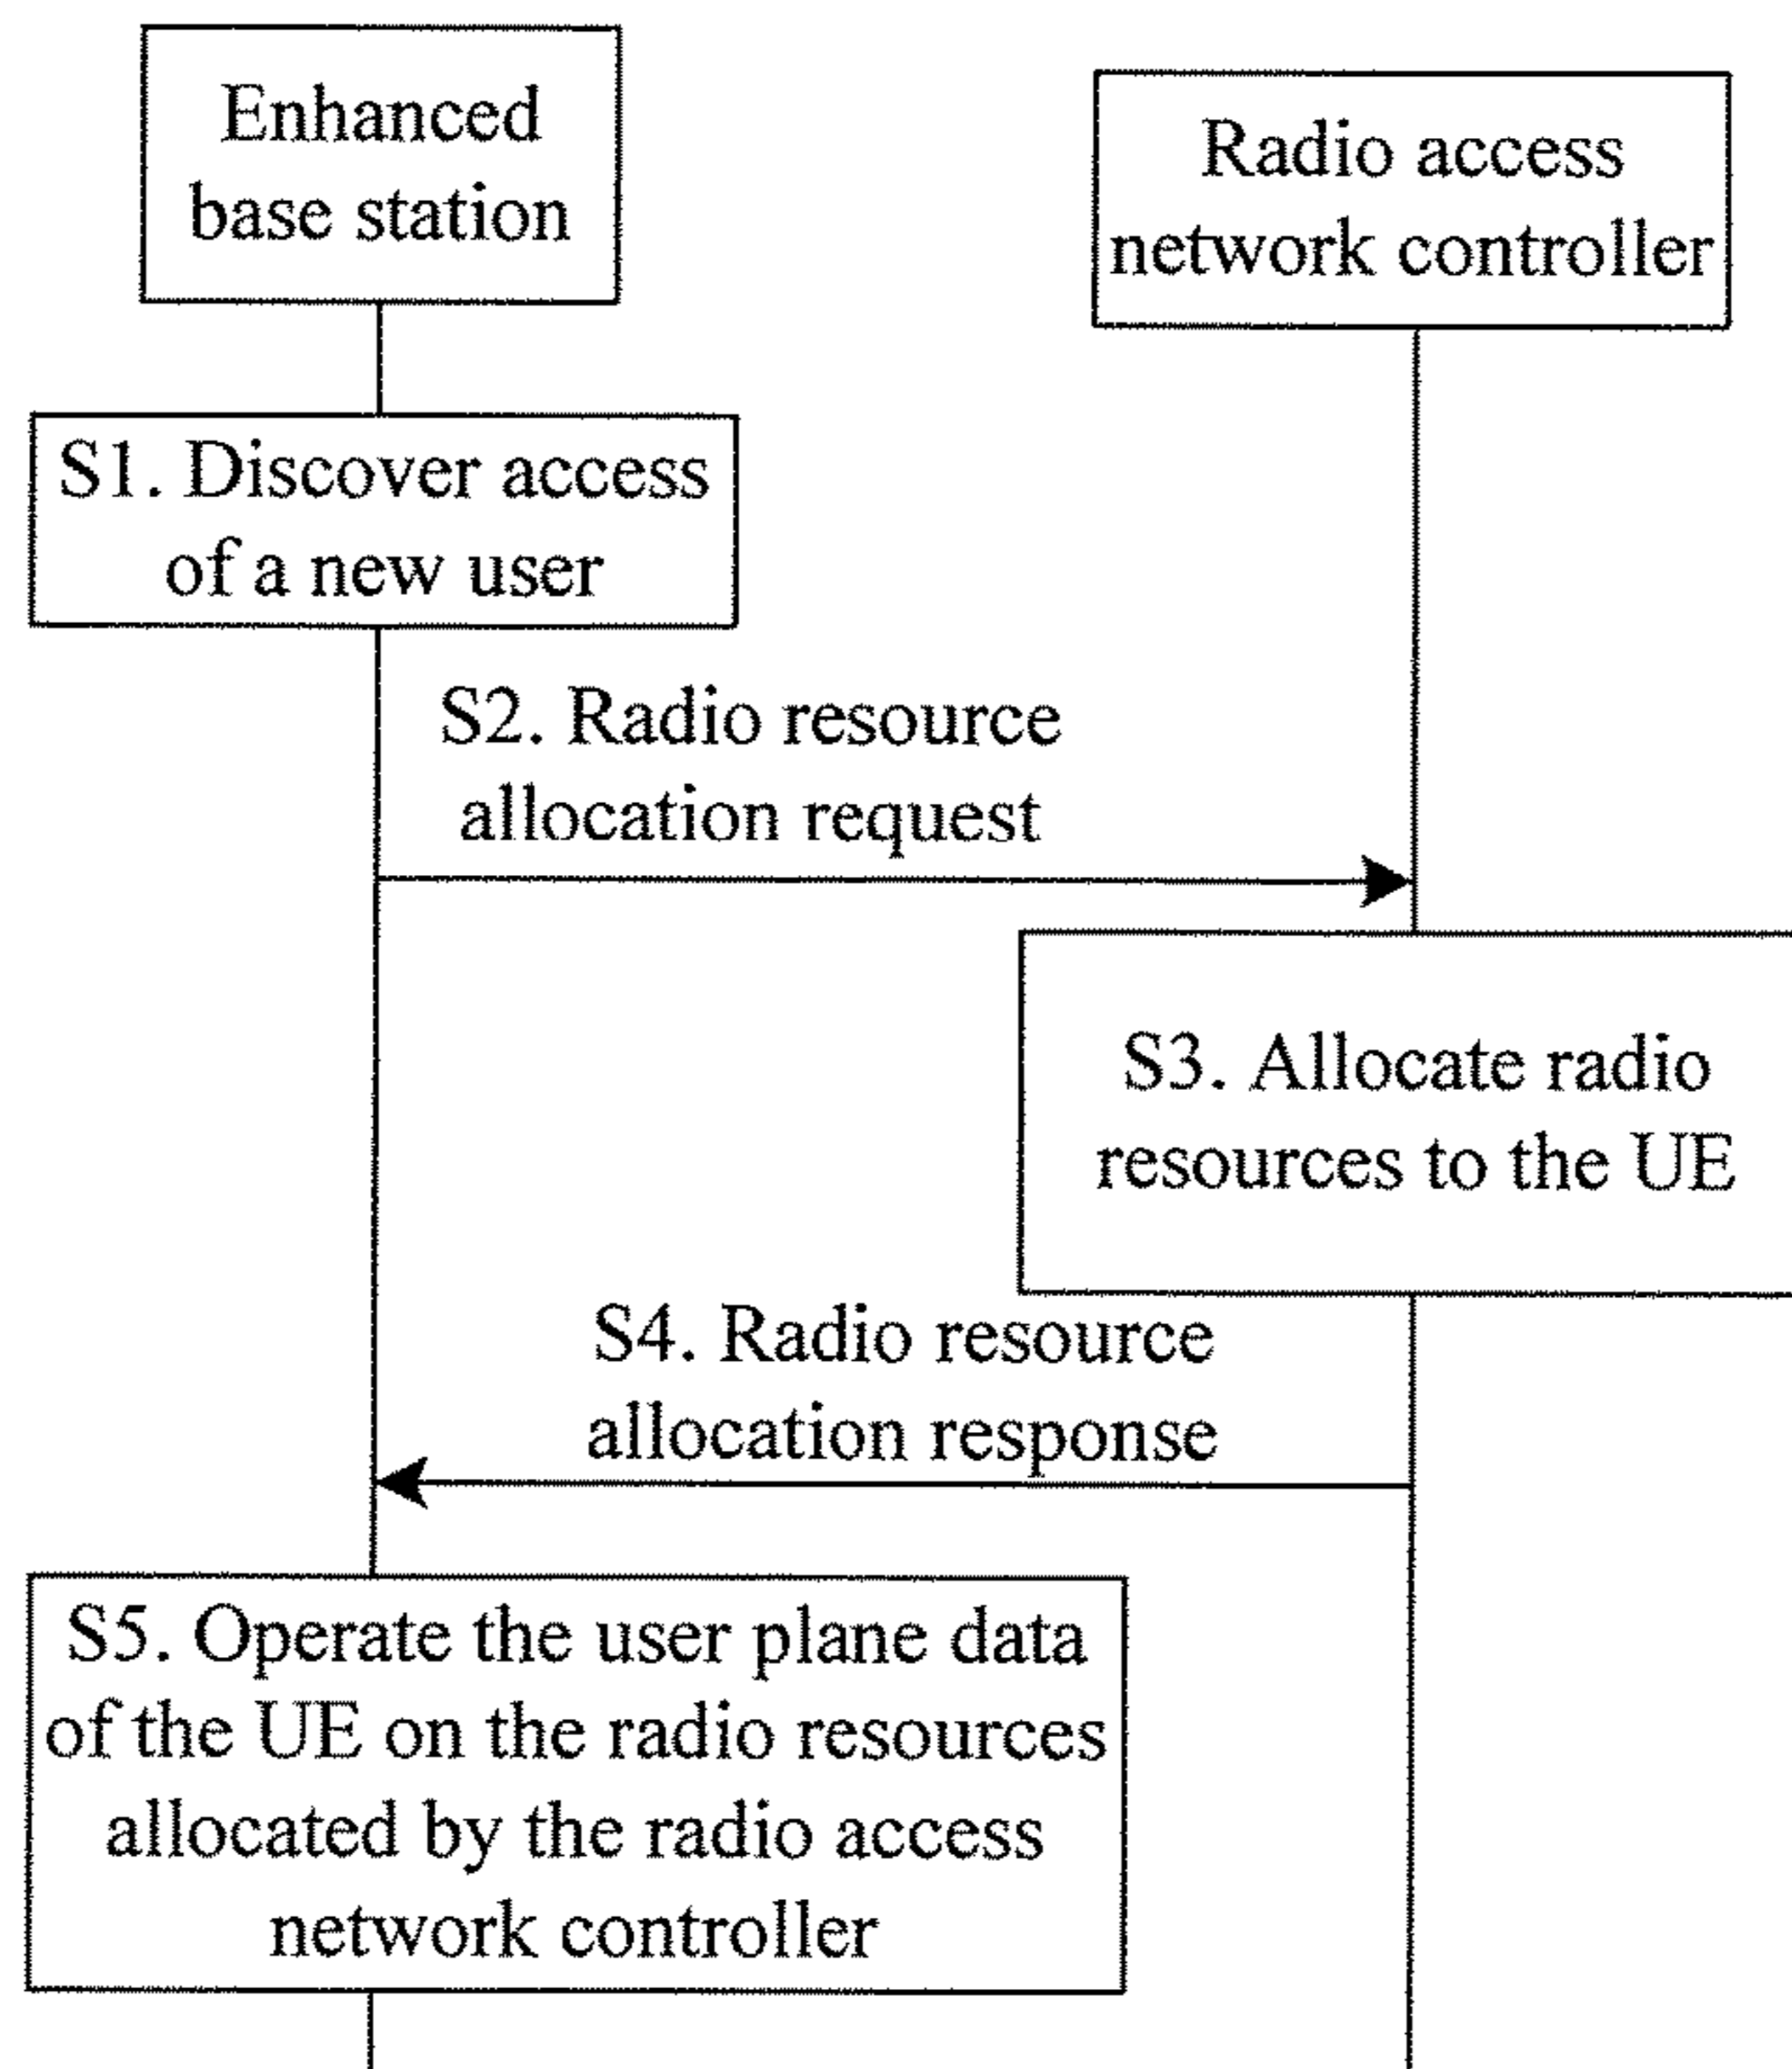 Enhanced
base station
Radio access
network controller
S1. Discover access
of a new user
S2. Radio resource
allocation request
S3. Allocate radio
resources to the UE
S4. Radio resource
allocation response
S5. Operate the user plane data
of the UE on the radio resources
allocated by the radio access
network controller